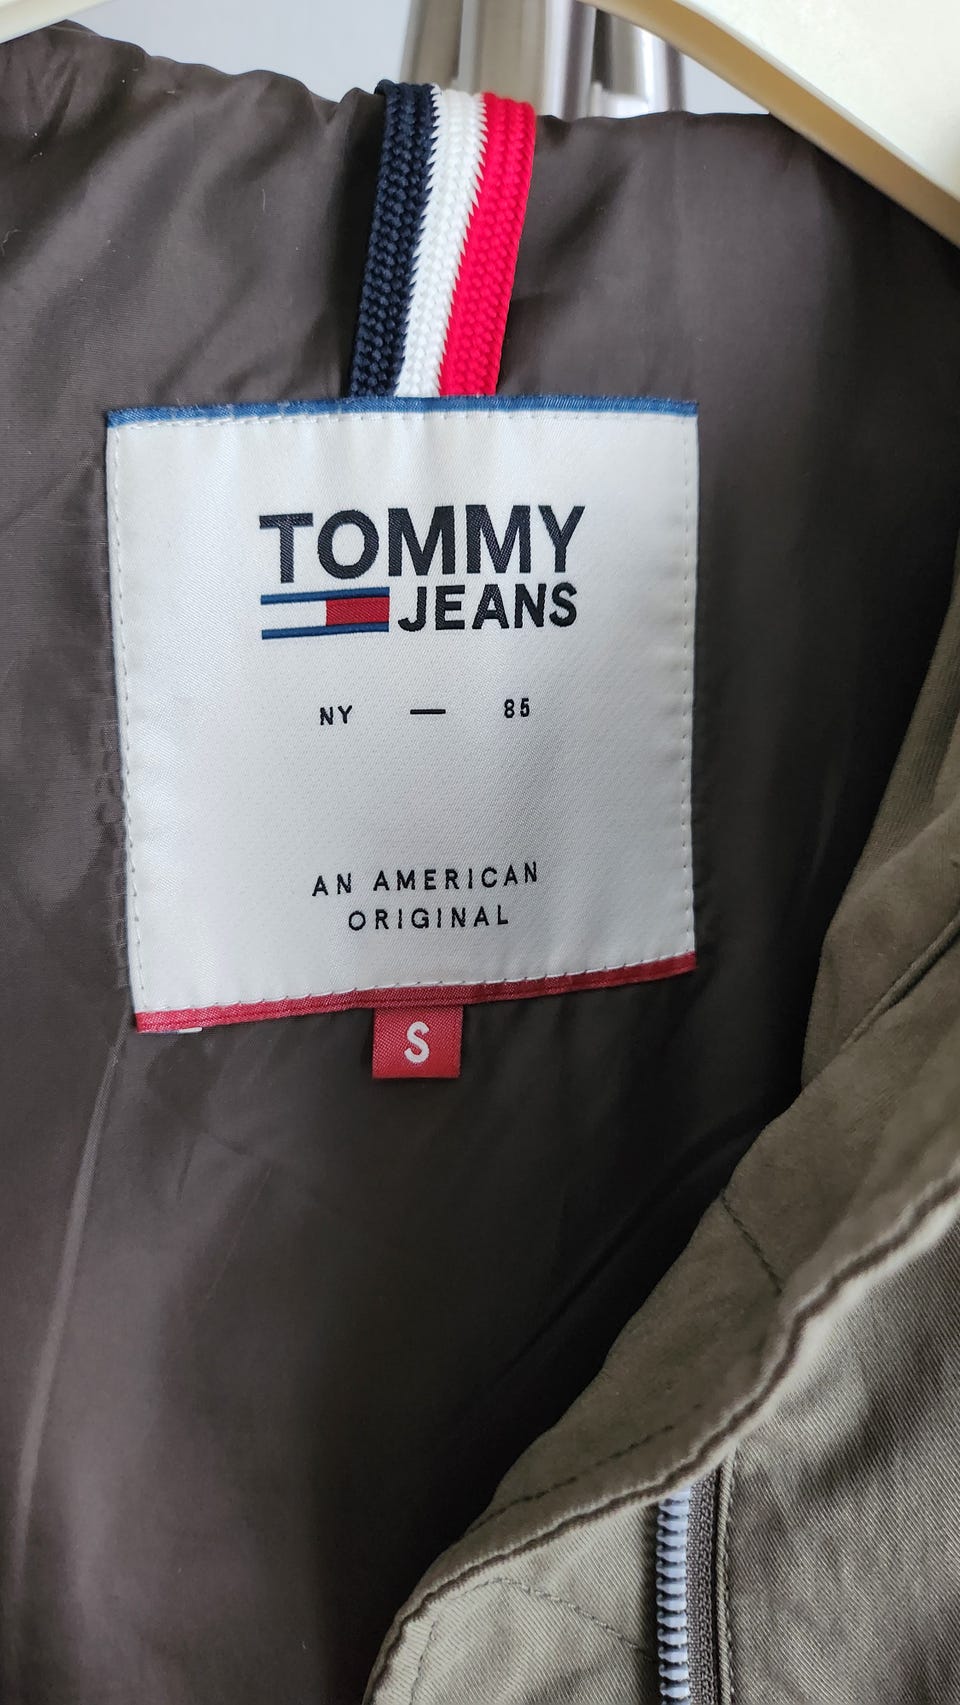 TOMMY
JEANS
NY — 85
AN AMERICAN
ORIGINAL
S